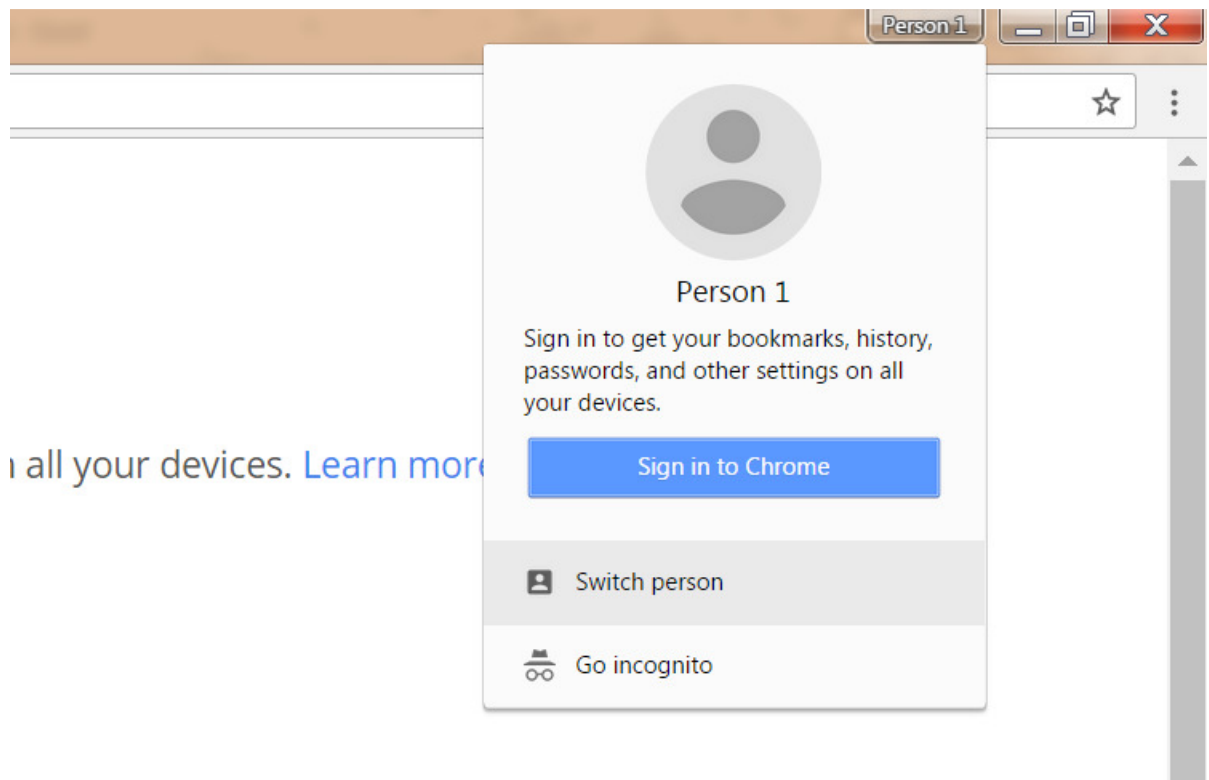 Person 1
Person 1
Sign in to get your bookmarks, history,
passwords, and other settings on all
your devices.
all your devices. Learn more
Sign in to Chrome
Switch person
Go incognito